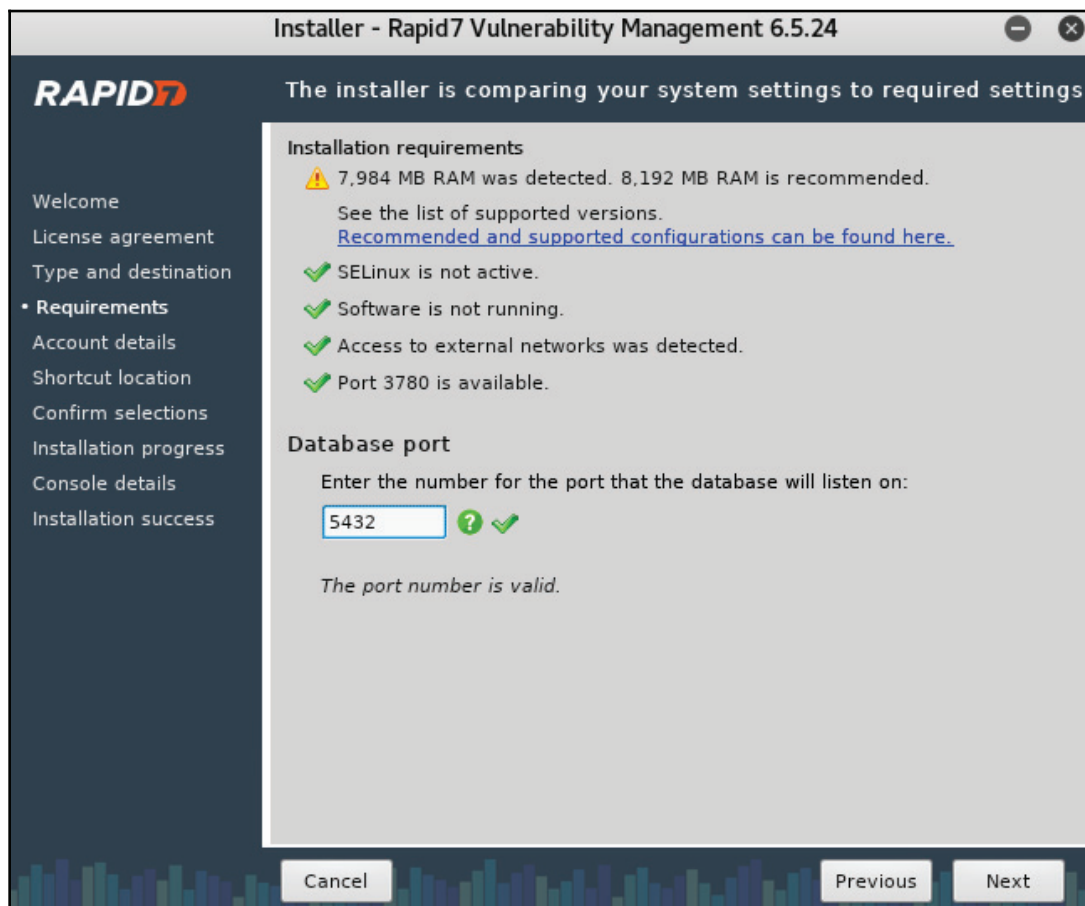 Installer - Rapid7 Vulnerability Management 6.5.24
RAPID7
The installer is comparing your system settings to required settings
Welcome
License agreement
Type and destination
• Requirements
Account details
Shortcut location
Confirm selections
Installation progress
Console details
Installation success
Installation requirements
7,984 MB RAM was detected. 8,192 MB RAM is recommended.
See the list of supported versions.
Recommended and supported configurations can be found here.
SELinux is not active.
Software is not running.
Access to external networks was detected.
Port 3780 is available.
Database port
Enter the number for the port that the database will listen on:
5432
The port number is valid.
Cancel
Previous
Next